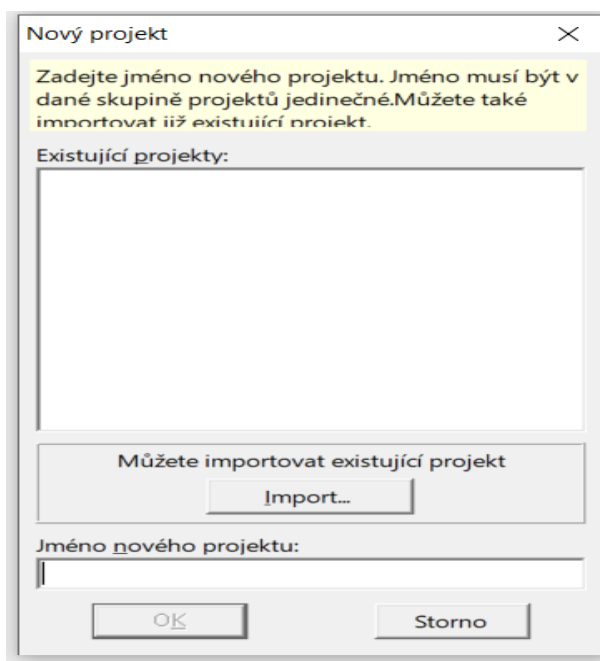 Nový projekt
Zadejte jméno nového projektu. Jméno musí být v
dané skupině projektů jedinečné.Můžete také
importovat již existující projekt.
Existující projekty:
Můžete importovat existující projekt
Import...
Jméno nového projektu:
OK
Storno